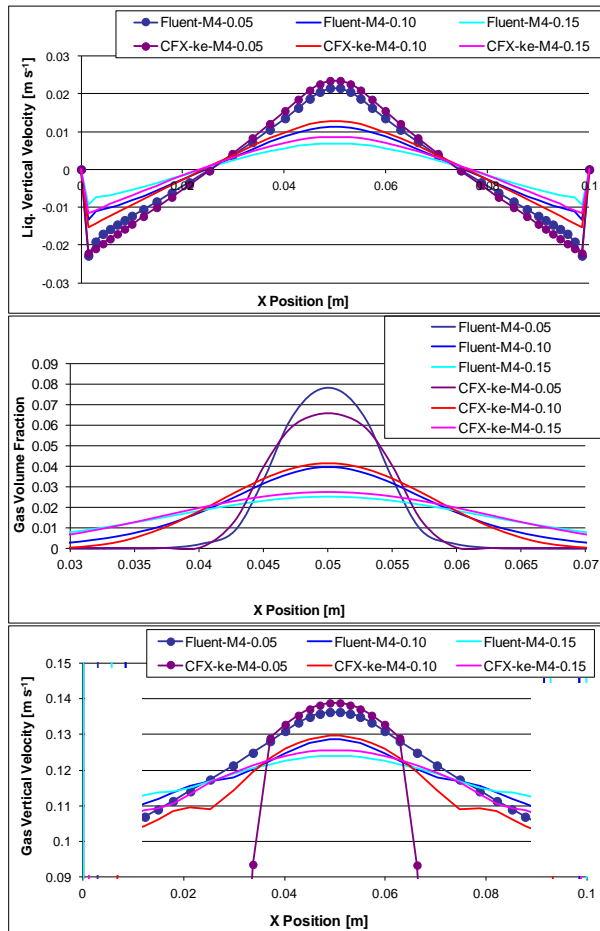 Fluent-M4-0.05 Fluent-M4-0.10 Fluent-M4-0.15
CFX-ke-M4-0.05 CFX-ke-M4-0.10 CFX-ke-M4-0.15
Liq. Vertical Velocity [m s-1]
0.03
0.02
0.01
0
-0.01
-0.02
-0.03
0 0.02 0.04 0.06 0.08 0.1
X Position [m]
Fluent-M4-0.05
Fluent-M4-0.10
Fluent-M4-0.15
CFX-ke-M4-0.05
CFX-ke-M4-0.10
CFX-ke-M4-0.15
Gas Volume Fraction
0.09
0.08
0.07
0.06
0.05
0.04
0.03
0.02
0.01
0
0.03 0.035 0.04 0.045 0.05 0.055 0.06 0.065 0.07
X Position [m]
Fluent-M4-0.05 Fluent-M4-0.10 Fluent-M4-0.15
CFX-ke-M4-0.05 CFX-ke-M4-0.10 CFX-ke-M4-0.15
Gas Vertical Velocity [m s-1]
0.15
0.14
0.13
0.12
0.11
0.1
0.09
0 0.02 0.04 0.06 0.08 0.1
X Position [m]